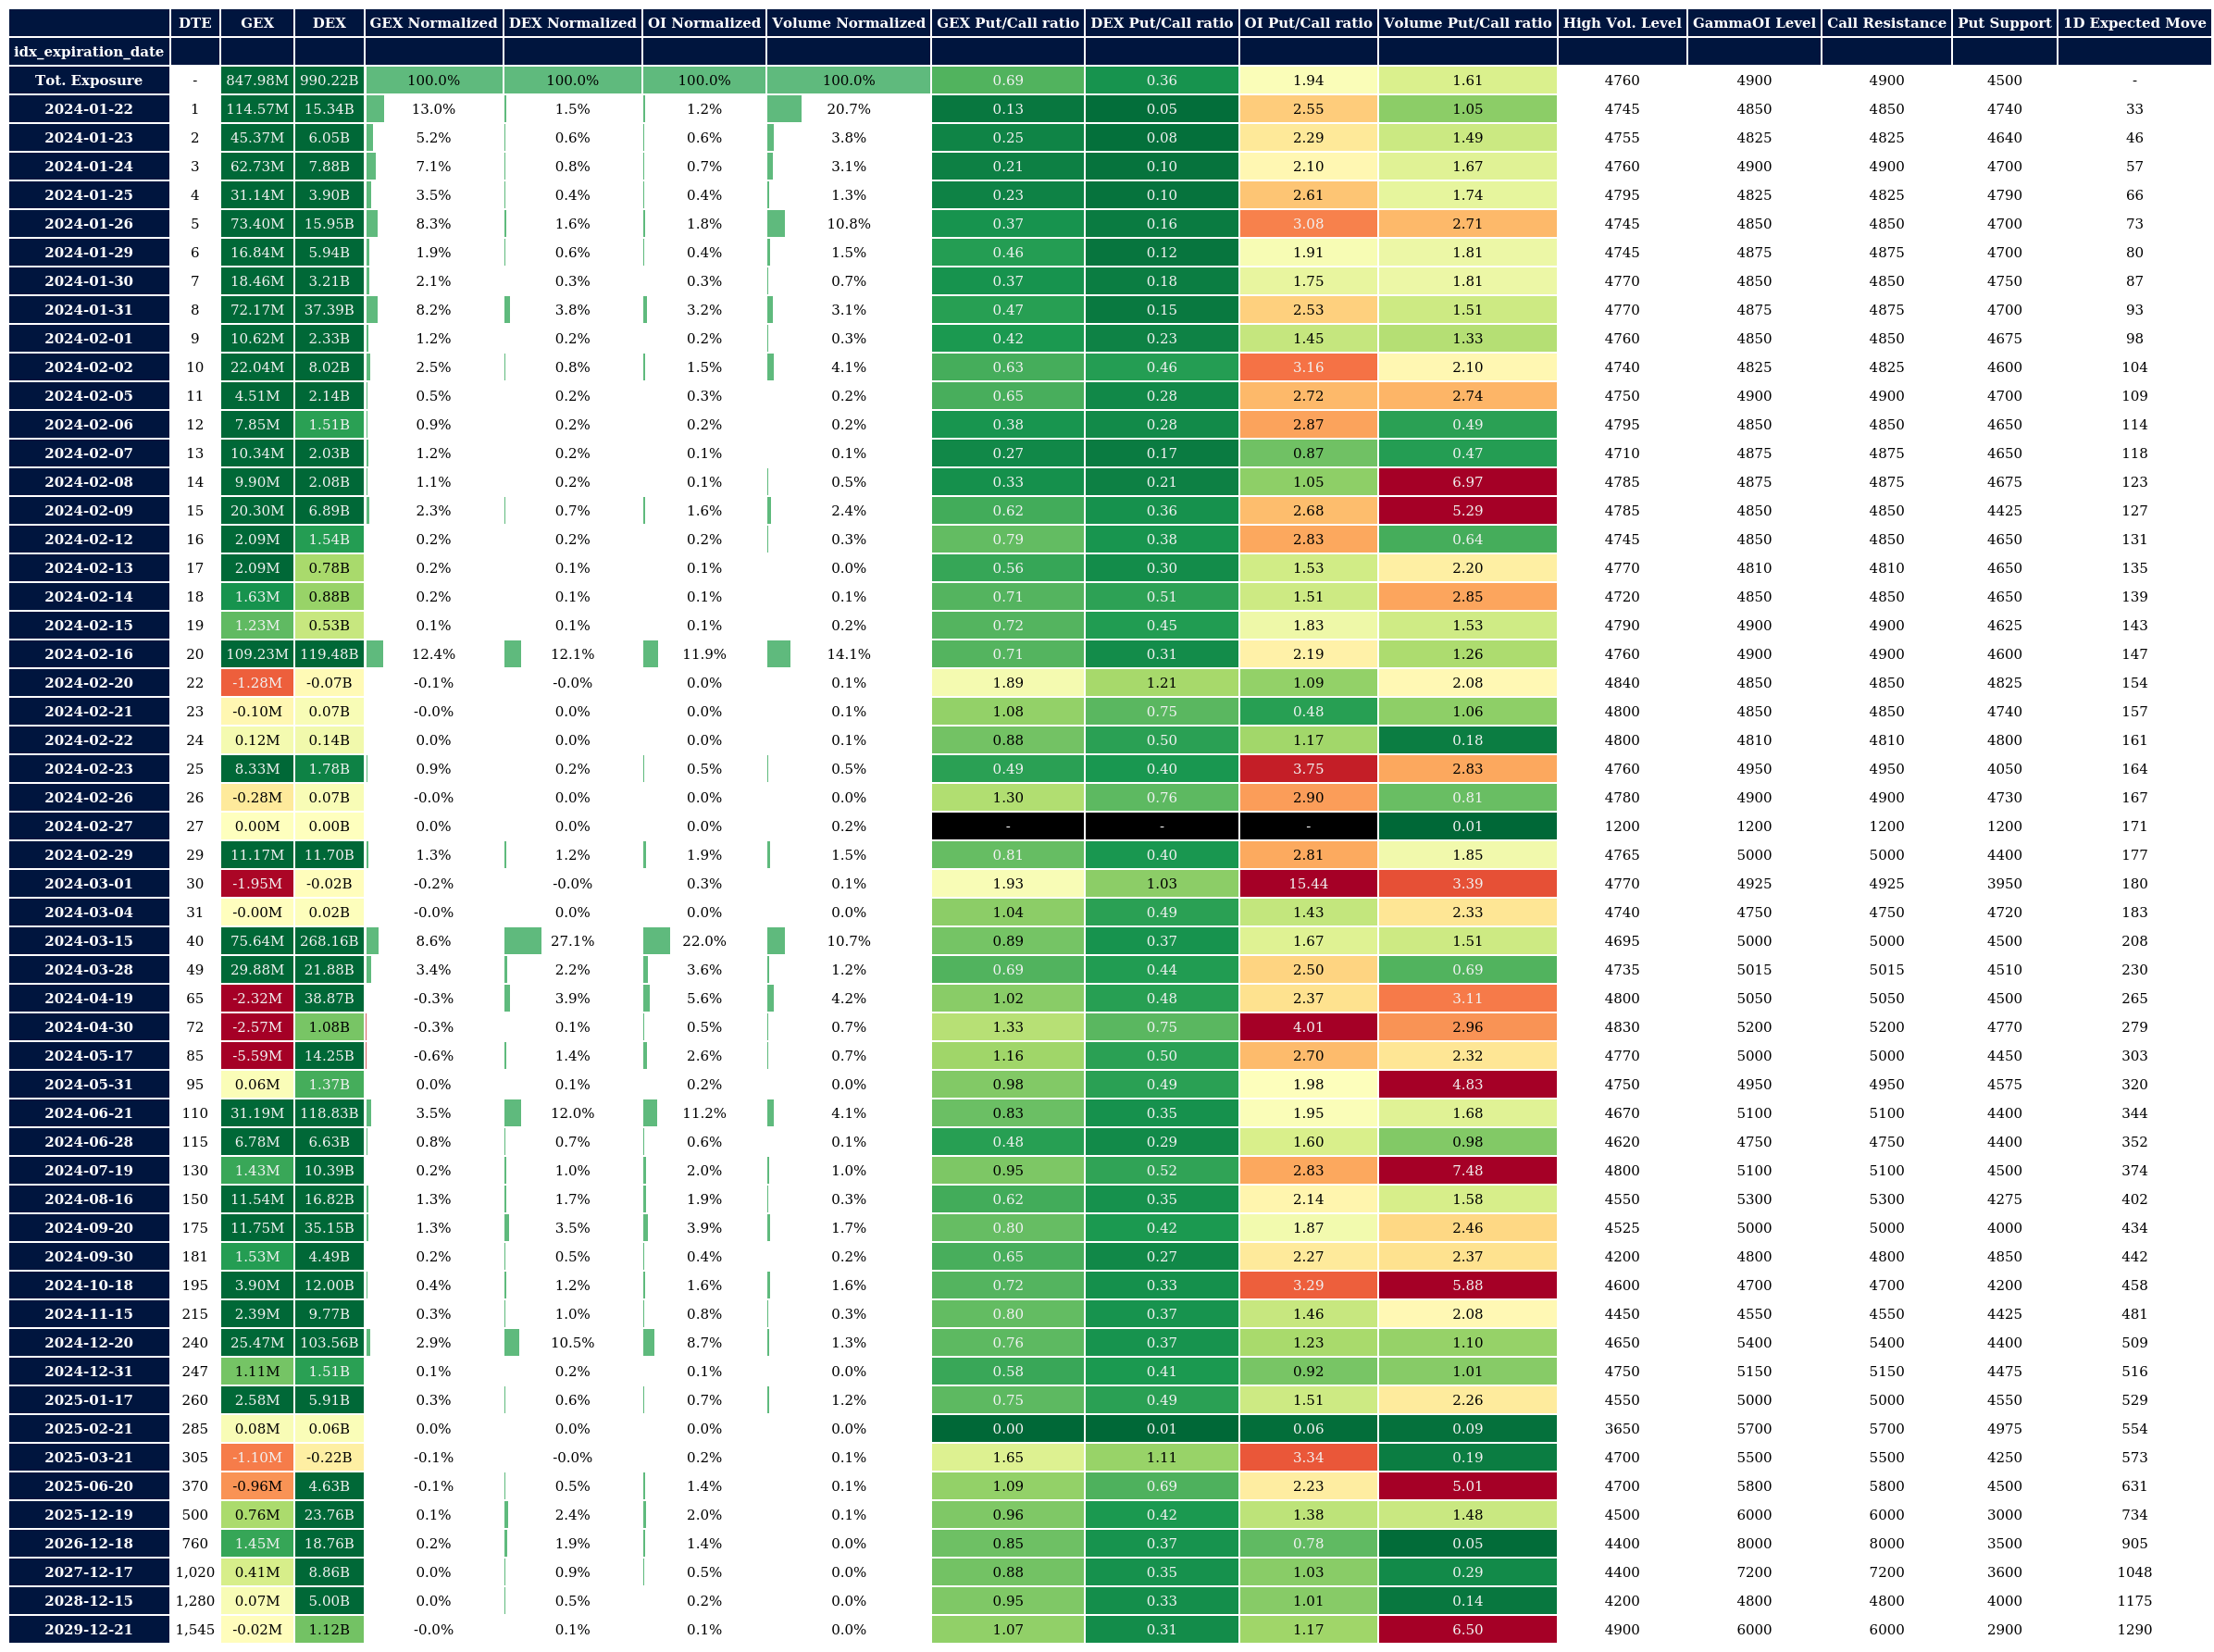 DTE GEX DEX GEX Normalized DEX Normalized OI Normalized Volume Normalized GEX Put/Call ratio DEX Put/Call ratio OI Put/Call ratio Volume Put/Call ratio High Vol. Level GammaOI Level Call Resistance Put Support 1D Expected Move
idx_expiration_date
Tot. Exposure - 847.98M 990.22B 100.0% 100.0% 100.0% 100.0% 0.69 0.36 1.94 1.61 4760 4900 4900 4500 -
2024-01-22 1 114.57M 15.34B 13.0% 1.5% 1.2% 20.7% 0.13 0.05 2.55 1.05 4745 4850 4850 4740 33
2024-01-23 2 45.37M 6.05B 5.2% 0.6% 0.6% 3.8% 0.25 0.08 2.29 1.49 4755 4825 4825 4640 46
2024-01-24 3 62.73M 7.88B 7.1% 0.8% 0.7% 3.1% 0.21 0.10 2.10 1.67 4760 4900 4900 4700 57
2024-01-25 4 31.14M 3.90B 3.5% 0.4% 0.4% 1.3% 0.23 0.10 2.61 1.74 4795 4825 4825 4790 66
2024-01-26 5 73.40M 15.95B 8.3% 1.6% 1.8% 10.8% 0.37 0.16 3.08 2.71 4745 4850 4850 4700 73
2024-01-29 6 16.84M 5.94B 1.9% 0.6% 0.4% 1.5% 0.46 0.12 1.91 1.81 4745 4875 4875 4700 80
2024-01-30 7 18.46M 3.21B 2.1% 0.3% 0.3% 0.7% 0.37 0.18 1.75 1.81 4770 4850 4850 4750 87
2024-01-31 8 72.17M 37.39B 8.2% 3.8% 3.2% 3.1% 0.47 0.15 2.53 1.51 4770 4875 4875 4700 93
2024-02-01 9 10.62M 2.33B 1.2% 0.2% 0.2% 0.3% 0.42 0.23 1.45 1.33 4760 4850 4850 4675 98
2024-02-02 10 22.04M 8.02B 2.5% 0.8% 1.5% 4.1% 0.63 0.46 3.16 2.10 4740 4825 4825 4600 104
2024-02-05 11 4.51M 2.14B 0.5% 0.2% 0.3% 0.2% 0.65 0.28 2.72 2.74 4750 4900 4900 4700 109
2024-02-06 12 7.85M 1.51B 0.9% 0.2% 0.2% 0.2% 0.38 0.28 2.87 0.49 4795 4850 4850 4650 114
2024-02-07 13 10.34M 2.03B 1.2% 0.2% 0.1% 0.1% 0.27 0.17 0.87 0.47 4710 4875 4875 4650 118
2024-02-08 14 9.90M 2.08B 1.1% 0.2% 0.1% 0.5% 0.33 0.21 1.05 6.97 4785 4875 4875 4675 123
2024-02-09 15 20.30M 6.89B 2.3% 0.7% 1.6% 2.4% 0.62 0.36 2.68 5.29 4785 4850 4850 4425 127
2024-02-12 16 2.09M 1.54B 0.2% 0.2% 0.2% 0.3% 0.79 0.38 2.83 0.64 4745 4850 4850 4650 131
2024-02-13 17 2.09M 0.78B 0.2% 0.1% 0.1% 0.0% 0.56 0.30 1.53 2.20 4770 4810 4810 4650 135
2024-02-14 18 1.63M 0.88B 0.2% 0.1% 0.1% 0.1% 0.71 0.51 1.51 2.85 4720 4850 4850 4650 139
2024-02-15 19 1.23M 0.53B 0.1% 0.1% 0.1% 0.2% 0.72 0.45 1.83 1.53 4790 4900 4900 4625 143
2024-02-16 20 109.23M 119.48B 12.4% 12.1% 11.9% 14.1% 0.71 0.31 2.19 1.26 4760 4900 4900 4600 147
2024-02-20 22 -1.28M -0.07B -0.1% -0.0% 0.0% 0.1% 1.89 1.21 1.09 2.08 4840 4850 4850 4825 154
2024-02-21 23 -0.10M 0.07B -0.0% 0.0% 0.0% 0.1% 1.08 0.75 0.48 1.06 4800 4850 4850 4740 157
2024-02-22 24 0.12M 0.14B 0.0% 0.0% 0.0% 0.1% 0.88 0.50 1.17 0.18 4800 4810 4810 4800 161
2024-02-23 25 8.33M 1.78B 0.9% 0.2% 0.5% 0.5% 0.49 0.40 3.75 2.83 4760 4950 4950 4050 164
2024-02-26 26 -0.28M 0.07B -0.0% 0.0% 0.0% 0.0% 1.30 0.76 2.90 0.81 4780 4900 4900 4730 167
2024-02-27 27 0.00M 0.00B 0.0% 0.0% 0.0% 0.2% - - - 0.01 1200 1200 1200 1200 171
2024-02-29 29 11.17M 11.70B 1.3% 1.2% 1.9% 1.5% 0.81 0.40 2.81 1.85 4765 5000 5000 4400 177
2024-03-01 30 -1.95M -0.02B -0.2% -0.0% 0.3% 0.1% 1.93 1.03 15.44 3.39 4770 4925 4925 3950 180
2024-03-04 31 -0.00M 0.02B -0.0% 0.0% 0.0% 0.0% 1.04 0.49 1.43 2.33 4740 4750 4750 4720 183
2024-03-15 40 75.64M 268.16B 8.6% 27.1% 22.0% 10.7% 0.89 0.37 1.67 1.51 4695 5000 5000 4500 208
2024-03-28 49 29.88M 21.88B 3.4% 2.2% 3.6% 1.2% 0.69 0.44 2.50 0.69 4735 5015 5015 4510 230
2024-04-19 65 -2.32M 38.87B -0.3% 3.9% 5.6% 4.2% 1.02 0.48 2.37 3.11 4800 5050 5050 4500 265
2024-04-30 72 -2.57M 1.08B -0.3% 0.1% 0.5% 0.7% 1.33 0.75 4.01 2.96 4830 5200 5200 4770 279
2024-05-17 85 -5.59M 14.25B -0.6% 1.4% 2.6% 0.7% 1.16 0.50 2.70 2.32 4770 5000 5000 4450 303
2024-05-31 95 0.06M 1.37B 0.0% 0.1% 0.2% 0.0% 0.98 0.49 1.98 4.83 4750 4950 4950 4575 320
2024-06-21 110 31.19M 118.83B 3.5% 12.0% 11.2% 4.1% 0.83 0.35 1.95 1.68 4670 5100 5100 4400 344
2024-06-28 115 6.78M 6.63B 0.8% 0.7% 0.6% 0.1% 0.48 0.29 1.60 0.98 4620 4750 4750 4400 352
2024-07-19 130 1.43M 10.39B 0.2% 1.0% 2.0% 1.0% 0.95 0.52 2.83 7.48 4800 5100 5100 4500 374
2024-08-16 150 11.54M 16.82B 1.3% 1.7% 1.9% 0.3% 0.62 0.35 2.14 1.58 4550 5300 5300 4275 402
2024-09-20 175 11.75M 35.15B 1.3% 3.5% 3.9% 1.7% 0.80 0.42 1.87 2.46 4525 5000 5000 4000 434
2024-09-30 181 1.53M 4.49B 0.2% 0.5% 0.4% 0.2% 0.65 0.27 2.27 2.37 4200 4800 4800 4850 442
2024-10-18 195 3.90M 12.00B 0.4% 1.2% 1.6% 1.6% 0.72 0.33 3.29 5.88 4600 4700 4700 4200 458
2024-11-15 215 2.39M 9.77B 0.3% 1.0% 0.8% 0.3% 0.80 0.37 1.46 2.08 4450 4550 4550 4425 481
2024-12-20 240 25.47M 103.56B 2.9% 10.5% 8.7% 1.3% 0.76 0.37 1.23 1.10 4650 5400 5400 4400 509
2024-12-31 247 1.11M 1.51B 0.1% 0.2% 0.1% 0.0% 0.58 0.41 0.92 1.01 4750 5150 5150 4475 516
2025-01-17 260 2.58M 5.91B 0.3% 0.6% 0.7% 1.2% 0.75 0.49 1.51 2.26 4550 5000 5000 4550 529
2025-02-21 285 0.08M 0.06B 0.0% 0.0% 0.0% 0.0% 0.00 0.01 0.06 0.09 3650 5700 5700 4975 554
2025-03-21 305 -1.10M -0.22B -0.1% -0.0% 0.2% 0.1% 1.65 1.11 3.34 0.19 4700 5500 5500 4250 573
2025-06-20 370 -0.96M 4.63B -0.1% 0.5% 1.4% 0.1% 1.09 0.69 2.23 5.01 4700 5800 5800 4500 631
2025-12-19 500 0.76M 23.76B 0.1% 2.4% 2.0% 0.1% 0.96 0.42 1.38 1.48 4500 6000 6000 3000 734
2026-12-18 760 1.45M 18.76B 0.2% 1.9% 1.4% 0.0% 0.85 0.37 0.78 0.05 4400 8000 8000 3500 905
2027-12-17 1,020 0.41M 8.86B 0.0% 0.9% 0.5% 0.0% 0.88 0.35 1.03 0.29 4400 7200 7200 3600 1048
2028-12-15 1,280 0.07M 5.00B 0.0% 0.5% 0.2% 0.0% 0.95 0.33 1.01 0.14 4200 4800 4800 4000 1175
2029-12-21 1,545 -0.02M 1.12B -0.0% 0.1% 0.1% 0.0% 1.07 0.31 1.17 6.50 4900 6000 6000 2900 1290